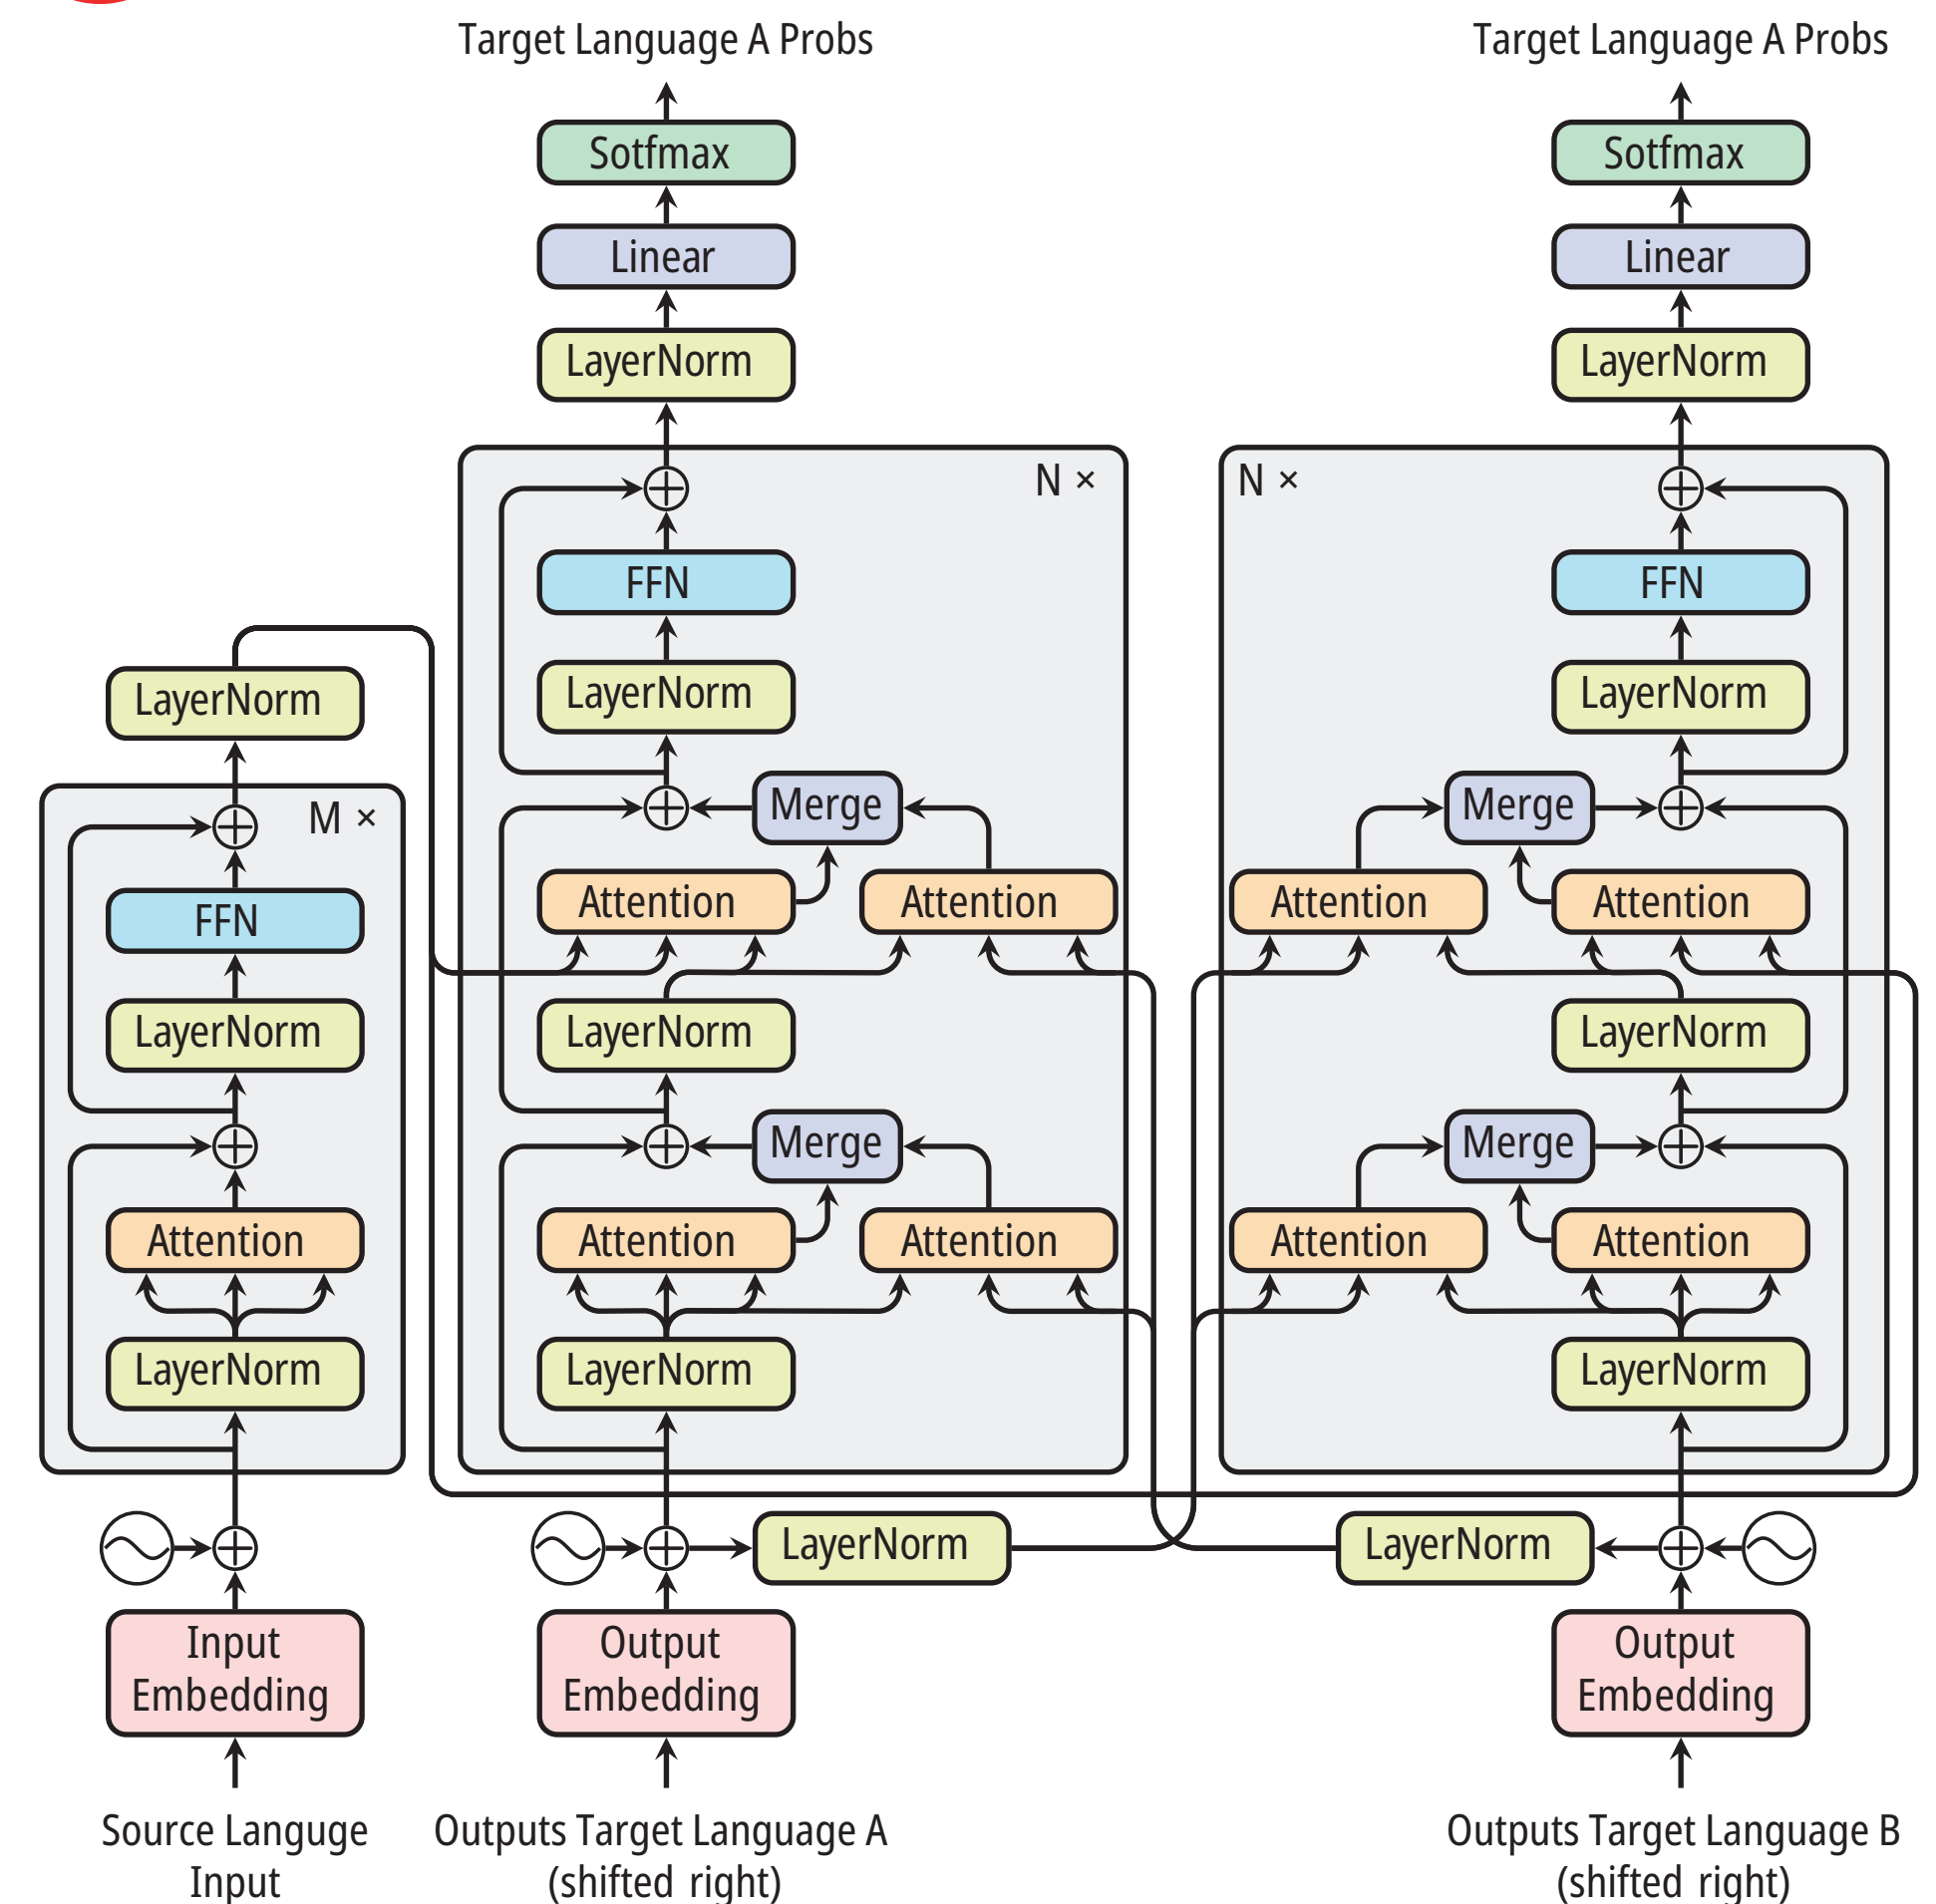 Target Language A Probs
Target Language A Probs
Sotfmax
Sotfmax
Linear
Linear
LayerNorm
LayerNorm
N ×
N ×
FFN
FFN
LayerNorm
LayerNorm
LayerNorm
Merge
Merge
M ×
Attention
Attention
Attention
Attention
FFN
LayerNorm
LayerNorm
LayerNorm
Merge
Merge
Attention
Attention
Attention
Attention
Attention
LayerNorm
LayerNorm
LayerNorm
LayerNorm
LayerNorm
Input
Embedding
Output
Embedding
Output
Embedding
Source Languge
Input
Outputs Target Language A
(shifted right)
Outputs Target Language B
(shifted right)